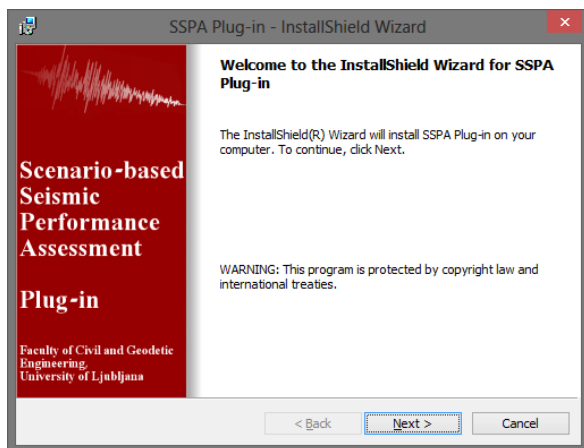 SSPA Plug-in - InstallShield Wizard
Welcome to the InstallShield Wizard for SSPA
Plug-in
The InstallShield(R) Wizard will install SSPA Plug-in on your
computer. To continue, click Next.
WARNING: This program is protected by copyright law and
international treaties.
Scenario-based
Seismic
Performance
Assessment
Plug-in
Faculty of Civil and Geodetic
Engineering,
University of Ljubljana
< Back Next > Cancel